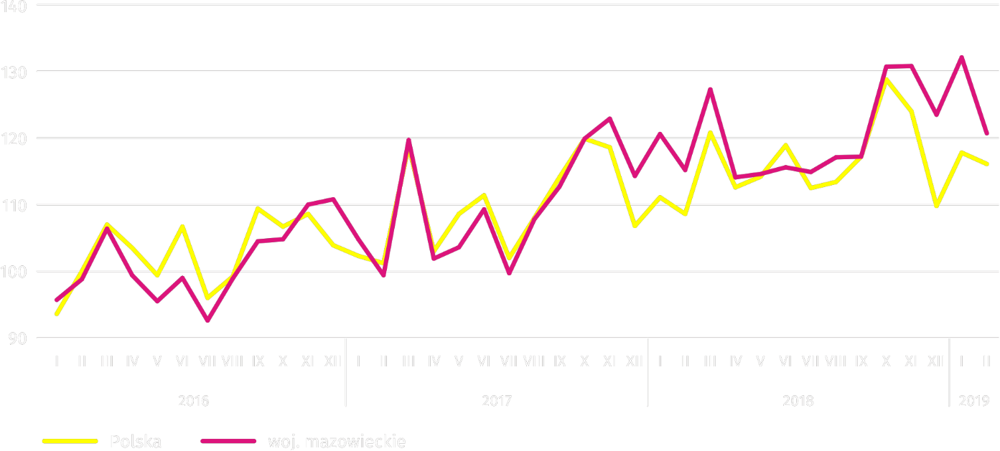 140
130
120
110
100
90
I II III IV V VI VII VIII IX X XI XII I II III IV V VI VII VIII IX X XI XII I II III IV V VI VII VIII IX X XI XII I II
2016 2017 2018 2019
Polska woj. mazowieckie